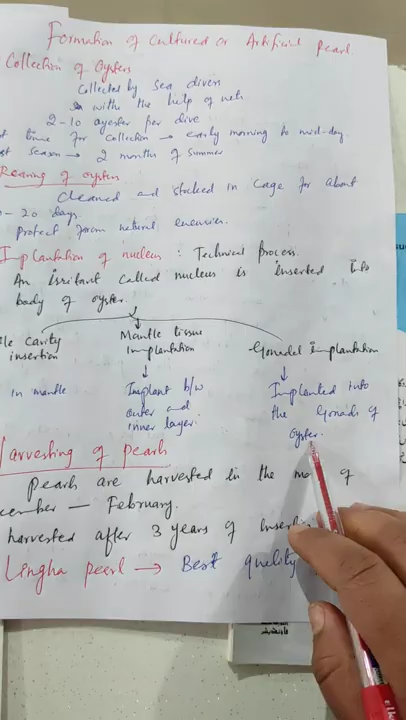 Formation of Cultured or Artificial Pearl
Collection of Oysters
Collected by sea divers
with the help of nets
2-10 oyester per dive
time for collection → early morning to mid-day.
season → 2 months of summer
Rearing of oyster
Cleaned and stocked in cage for about
20 days.
Protect form natural enemies.
Implantation of nucleus : Technical process.
An irritant called nucleus is inserted into
body of oyster.
cavity Mantle tissue Gonadal implantation
insertion implantation
in mantle Implant b/w Implanted into
outer and the Gonads of
inner layer. Oyster.
Harvesting of pearls
Pearls are harvested in the of
— February.
harvested after 3 years of
Lingha pearl → Best quality